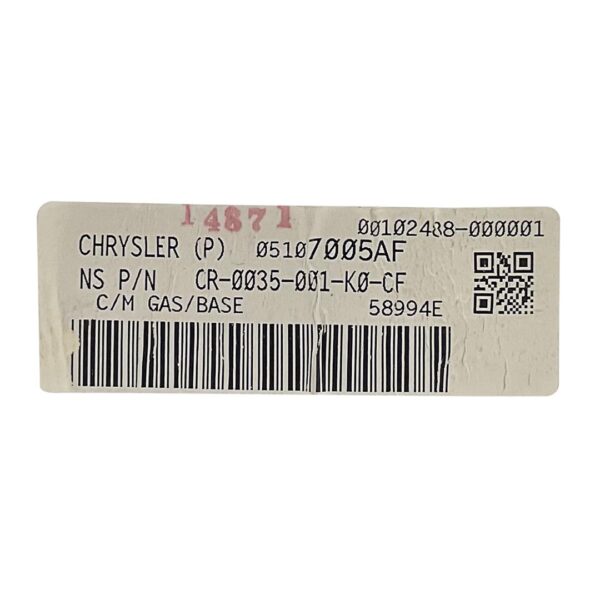 14871
00102488-000001
CHRYSLER (P) 05107005AF
NS P/N CR-0035-001-K0-CF
C/M GAS/BASE 58994E